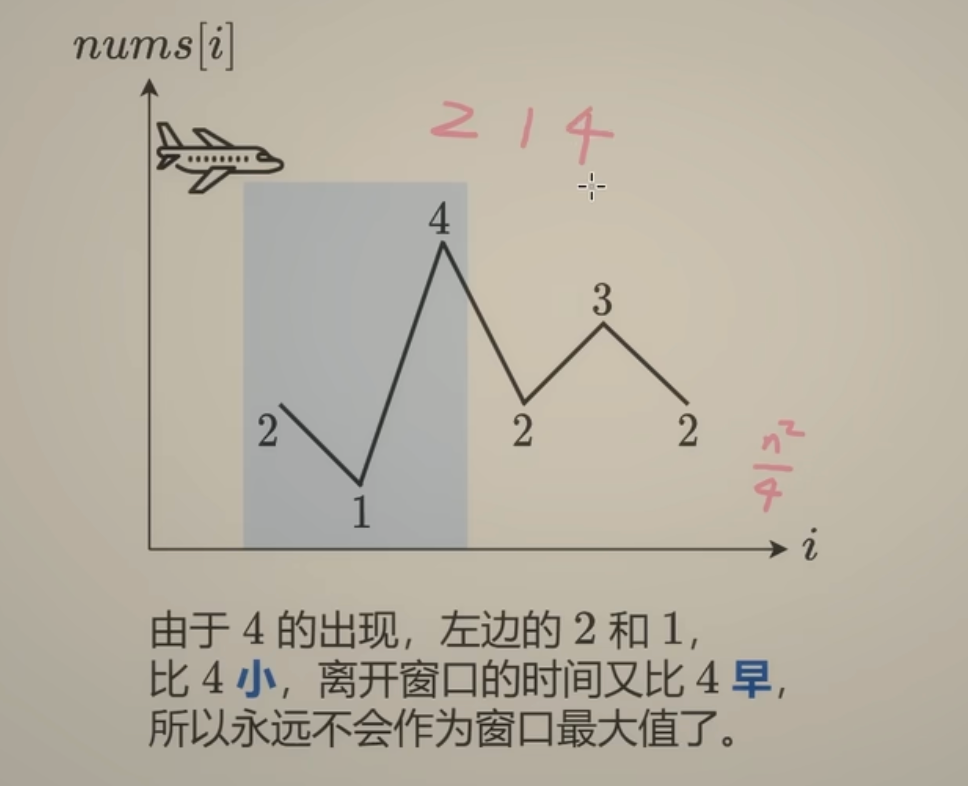 nums[i]
2 1 4
4
3
2
2
2
1
n²/4
i
由于 4 的出现，左边的 2 和 1，
比 4 小，离开窗口的时间又比 4 早，
所以永远不会作为窗口最大值了。